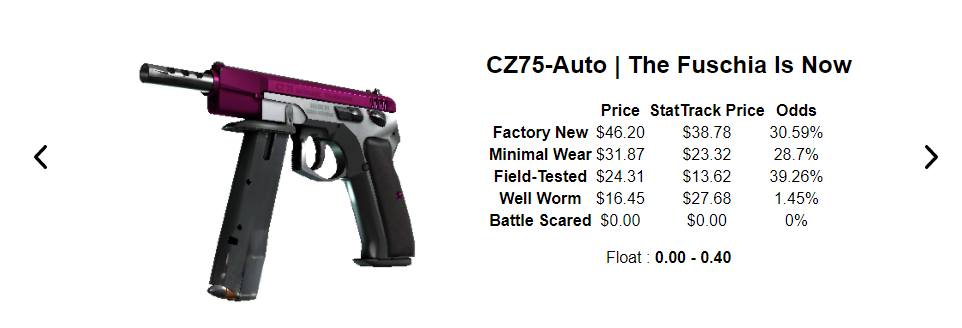 CZ75-Auto | The Fuschia Is Now
Price StatTrack Price Odds
Factory New $46.20 $38.78 30.59%
Minimal Wear $31.87 $23.32 28.7%
Field-Tested $24.31 $13.62 39.26%
Well Worm $16.45 $27.68 1.45%
Battle Scared $0.00 $0.00 0%
Float : 0.00 - 0.40